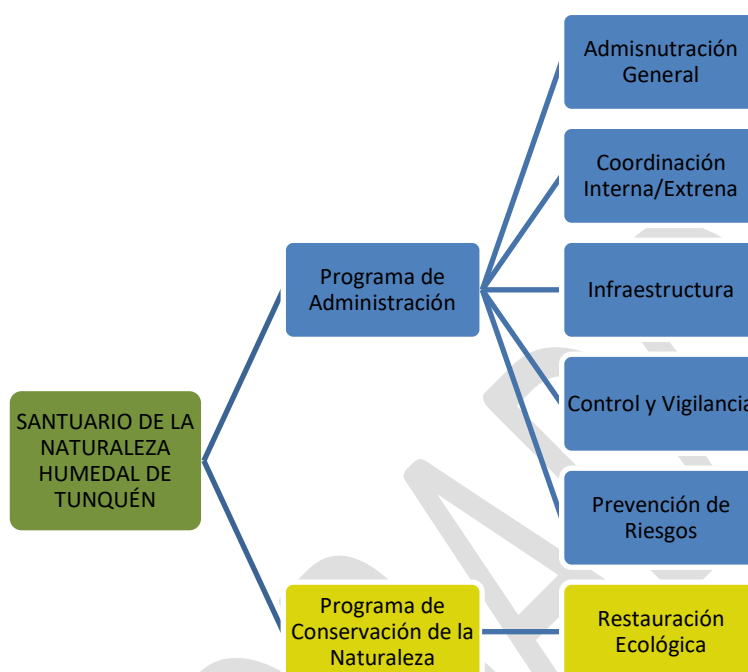 Admisnutración
General
Coordinación
Interna/Extrena
Programa de
Administración
Infraestructura
Control y Vigilancia
SANTUARIO DE LA
NATURALEZA
HUMEDAL DE
TUNQUÉN
Prevención de
Riesgos
Programa de
Conservación de la
Naturaleza
Restauración
Ecológica